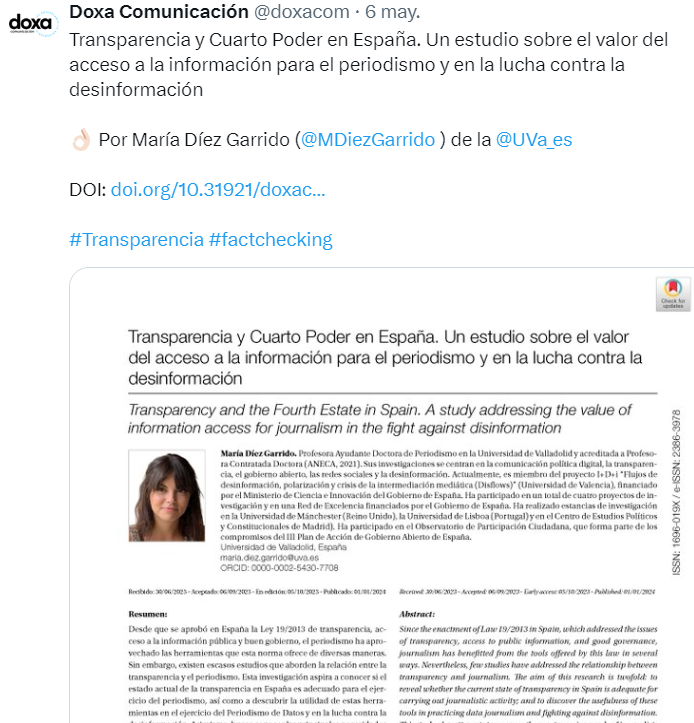 doxa
COMUNICACIÓN
Doxa Comunicación @doxacom · 6 may.
Transparencia y Cuarto Poder en España. Un estudio sobre el valor del
acceso a la información para el periodismo y en la lucha contra la
desinformación
👌🏻 Por María Díez Garrido (@MDiezGarrido ) de la @UVa_es
DOI: doi.org/10.31921/doxac...
#Transparencia #factchecking
Check for
updates
Transparencia y Cuarto Poder en España. Un estudio sobre el valor
del acceso a la información para el periodismo y en la lucha contra la
desinformación
Transparency and the Fourth Estate in Spain. A study addressing the value of
information access for journalism in the fight against disinformation
María Díez Garrido. Profesora Ayudante Doctora de Periodismo en la Universidad de Valladolid y acreditada a Profeso-
ra Contratada Doctora (ANECA, 2021). Sus investigaciones se centran en la comunicación política digital, la transparen-
cia, el gobierno abierto, las redes sociales y la desinformación. Actualmente, es miembro del proyecto I+D+i "Flujos de
desinformación, polarización y crisis de la intermediación mediática (Disflows)" (Universidad de Valencia), financiado
por el Ministerio de Ciencia e Innovación del Gobierno de España. Ha participado en un total de cuatro proyectos de in-
vestigación y en una Red de Excelencia financiados por el Gobierno de España. Ha realizado estancias de investigación
en la Universidad de Mánchester (Reino Unido), la Universidad de Lisboa (Portugal) y en el Centro de Estudios Políticos
y Constitucionales de Madrid). Ha participado en el Observatorio de Participación Ciudadana, que forma parte de los
compromisos del III Plan de Acción de Gobierno Abierto de España.
Universidad de Valladolid, España
maria.diez.garrido@uva.es
ORCID: 0000-0002-5430-7708
ISSN: 1696-019X / e-ISSN: 2386-3978
Recibido: 30/06/2023 - Aceptado: 06/09/2023 - En edición: 05/10/2023 - Publicado: 01/01/2024
Received: 30/06/2023 - Accepted: 06/09/2023 - Early access: 05/10/2023 - Published: 01/01/2024
Resumen:
Desde que se aprobó en España la Ley 19/2013 de transparencia, ac-
ceso a la información pública y buen gobierno, el periodismo ha apro-
vechado las herramientas que esta norma ofrece de diversas maneras.
Sin embargo, existen escasos estudios que aborden la relación entre la
transparencia y el periodismo. Esta investigación aspira a conocer si el
estado actual de la transparencia en España es adecuado para el ejer-
cicio del periodismo, así como a descubrir la utilidad de estas herra-
mientas en el ejercicio del Periodismo de Datos y en la lucha contra la
Abstract:
Since the enactment of Law 19/2013 in Spain, which addressed the issues
of transparency, access to public information, and good governance,
journalism has benefitted from the tools offered by this law in several
ways. Nevertheless, few studies have addressed the relationship between
transparency and journalism. The aim of this research is twofold: to
reveal whether the current state of transparency in Spain is adequate for
carrying out journalistic activity; and to discover the usefulness of these
tools in practicing data journalism and fighting against disinformation.